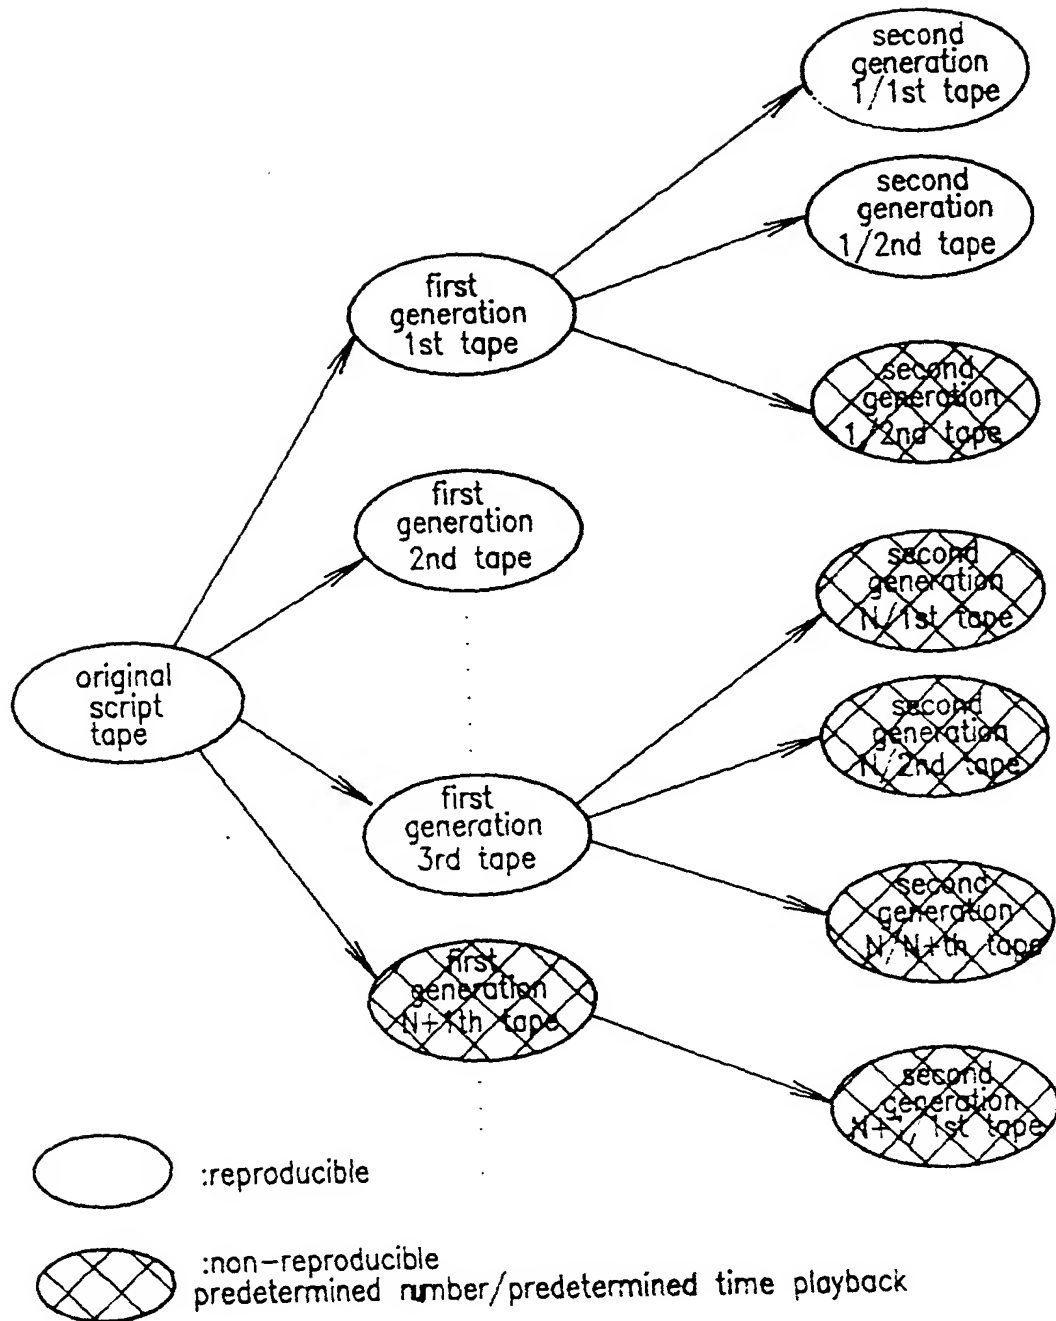 second
generation
1/1st tape
second
generation
1/2nd tape
first
generation
1st tape
second
generation
1/2nd tape
first
generation
2nd tape
second
generation
N/1st tape
original
script
tape
second
generation
N/2nd tape
first
generation
3rd tape
second
generation
N/N+th tape
first
generation
N+1th tape
second
generation
N+1/1st tape
:reproducible
:non-reproducible
predetermined number/predetermined time playback